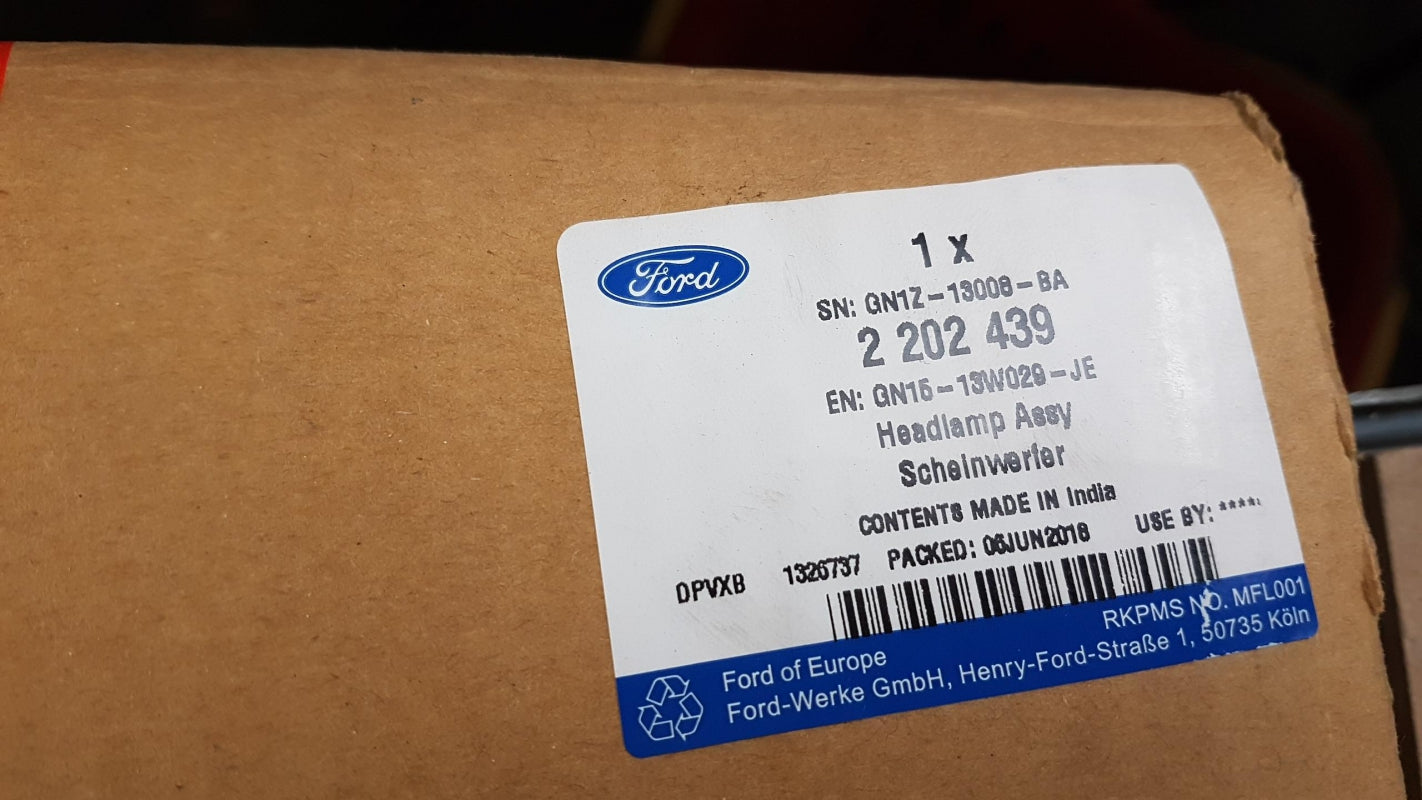 Ford
1 x
SN: GN1Z-13008-BA
2 202 439
EN: GN15-13W029-JE
Headlamp Assy
Scheinwerfer
CONTENTS MADE IN India
DPVXB 1326737 PACKED: 06JUN2018 USE BY: ****
RKPMS NO. MFL001
Ford of Europe
Ford-Werke GmbH, Henry-Ford-Straße 1, 50735 Köln